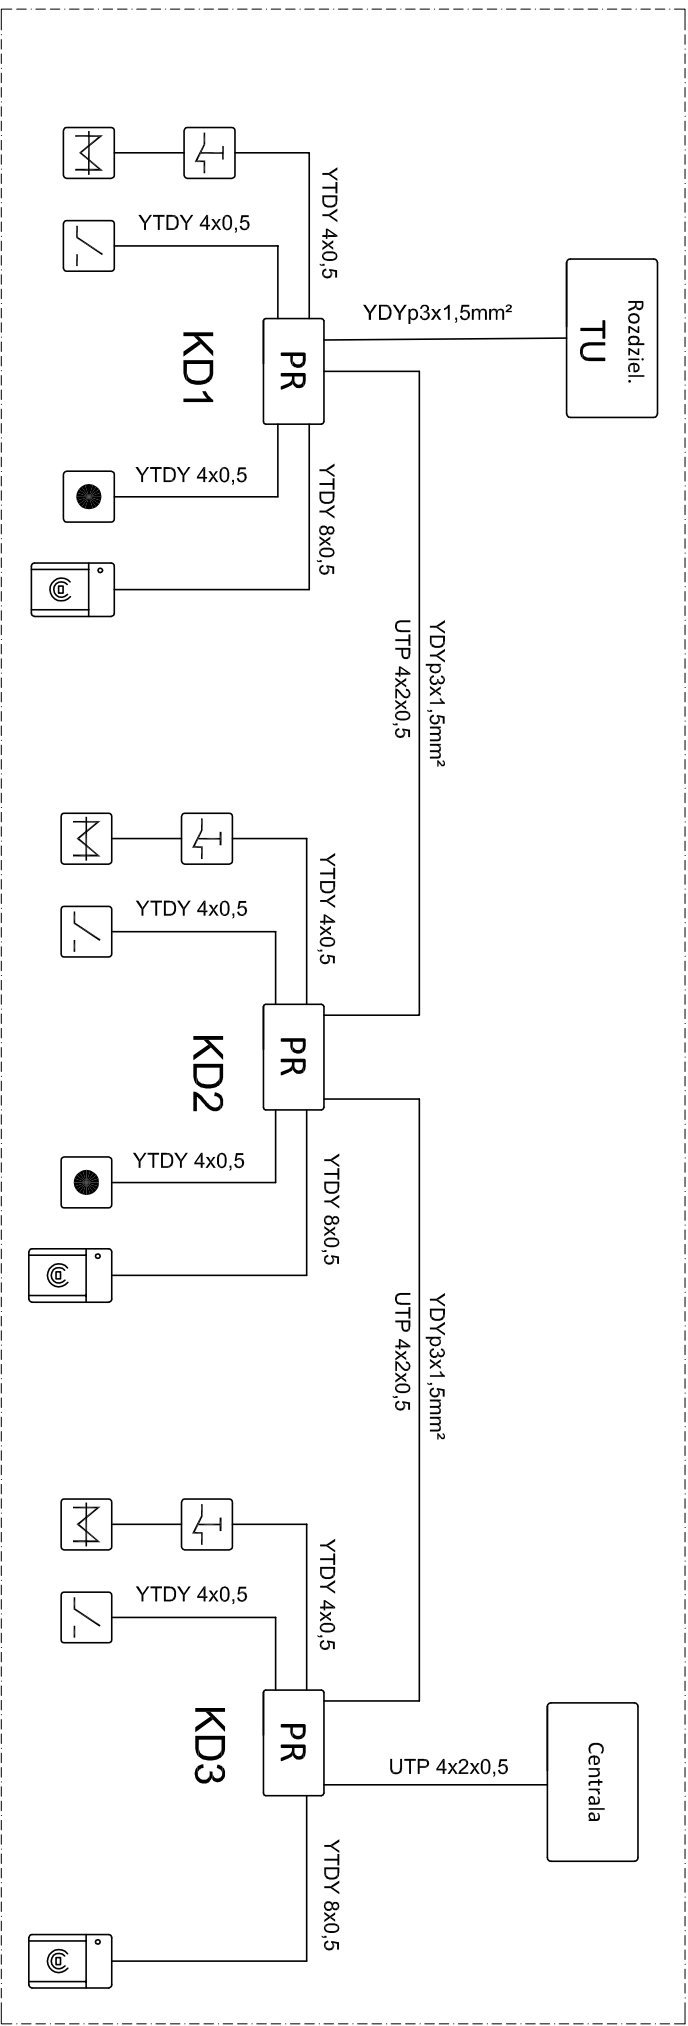 Rozdziel.
TU
YDYp3x1,5mm²
YTDY 4x0,5
YTDY 4x0,5
PR
KD1
YTDY 4x0,5
YTDY 8x0,5
YDYp3x1,5mm²
UTP 4x2x0,5
YTDY 4x0,5
YTDY 4x0,5
PR
KD2
YTDY 4x0,5
YTDY 8x0,5
YDYp3x1,5mm²
UTP 4x2x0,5
YTDY 4x0,5
YTDY 4x0,5
PR
KD3
Centrala
UTP 4x2x0,5
YTDY 8x0,5